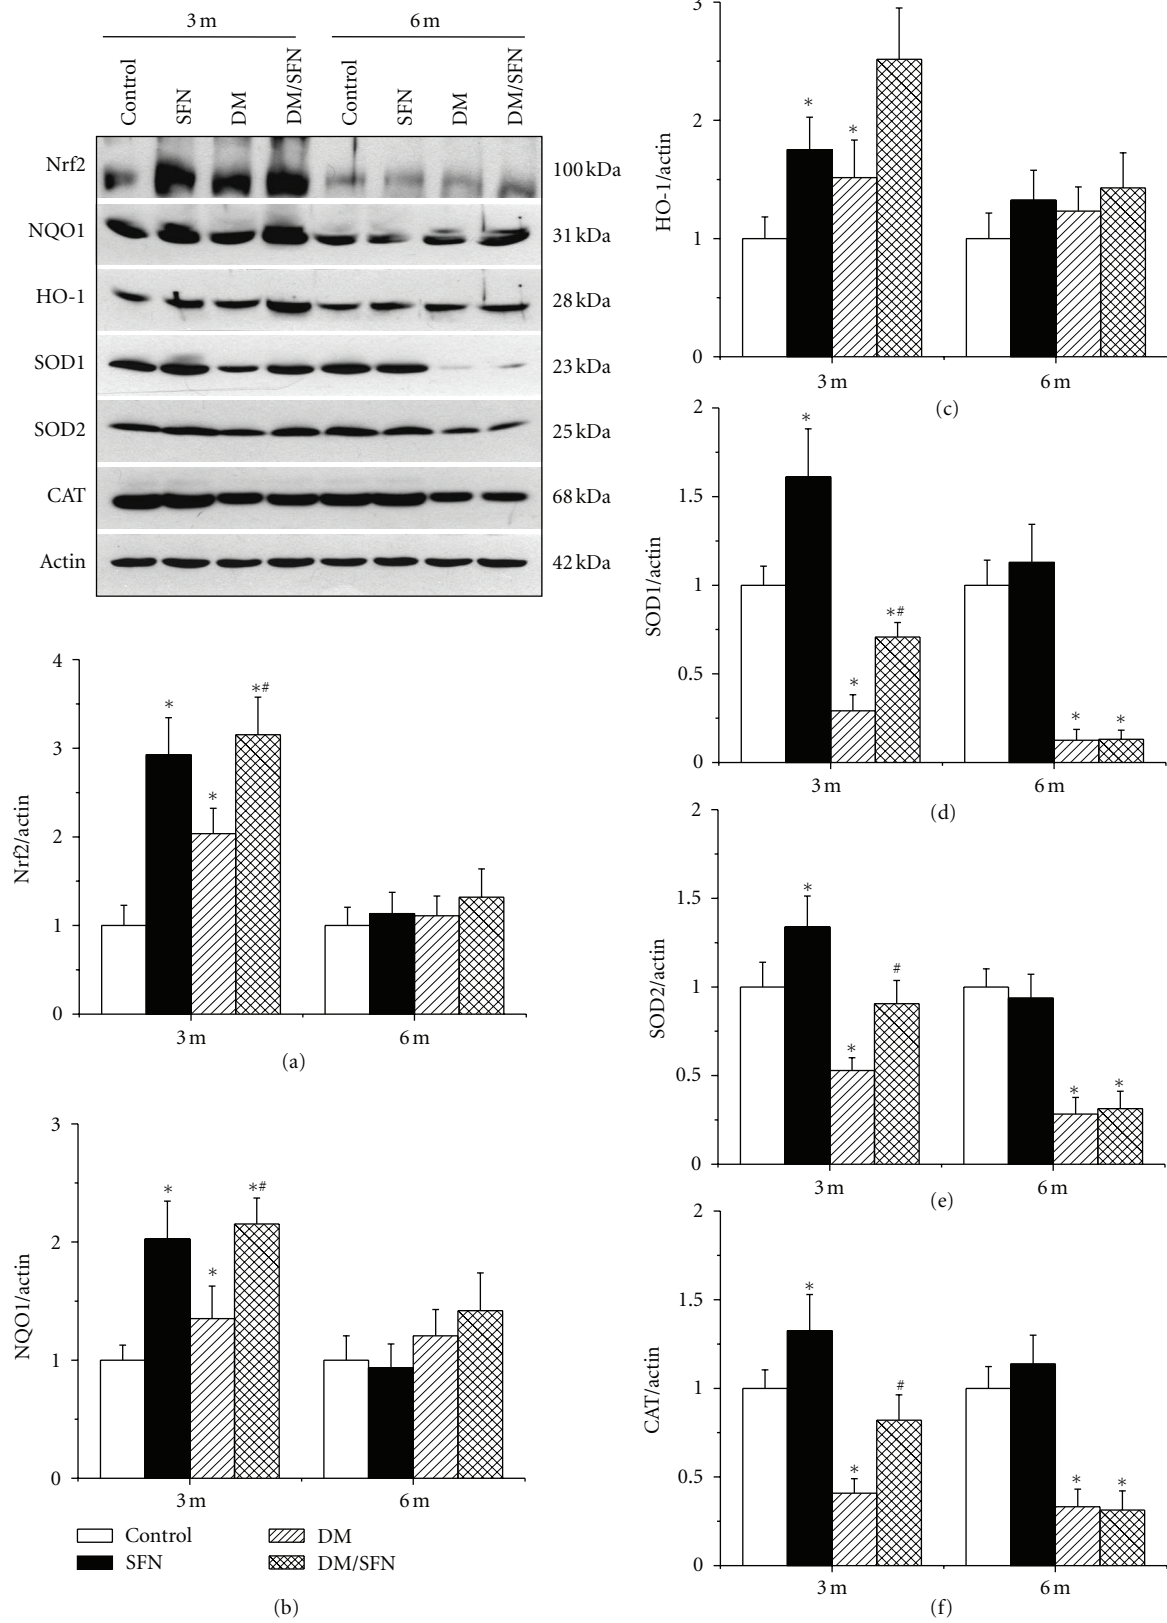 3 m 6 m
Control SFN DM DM/SFN Control SFN DM DM/SFN
Nrf2 100 kDa
NQO1 31 kDa
HO-1 28 kDa
SOD1 23 kDa
SOD2 25 kDa
CAT 68 kDa
Actin 42 kDa
Nrf2/actin
4
3
2
1
0
* * *#
3 m 6 m
(a)
NQO1/actin
3
2
1
0
* * *#
3 m 6 m
Control DM
SFN DM/SFN
(b)
HO-1/actin
3
2
1
0
* *
3 m 6 m
(c)
SOD1/actin
2
1.5
1
0.5
0
* * *# * *
3 m 6 m
(d)
SOD2/actin
2
1.5
1
0.5
0
* * # * *
3 m 6 m
(e)
CAT/actin
2
1.5
1
0.5
0
* * # * *
3 m 6 m
(f)